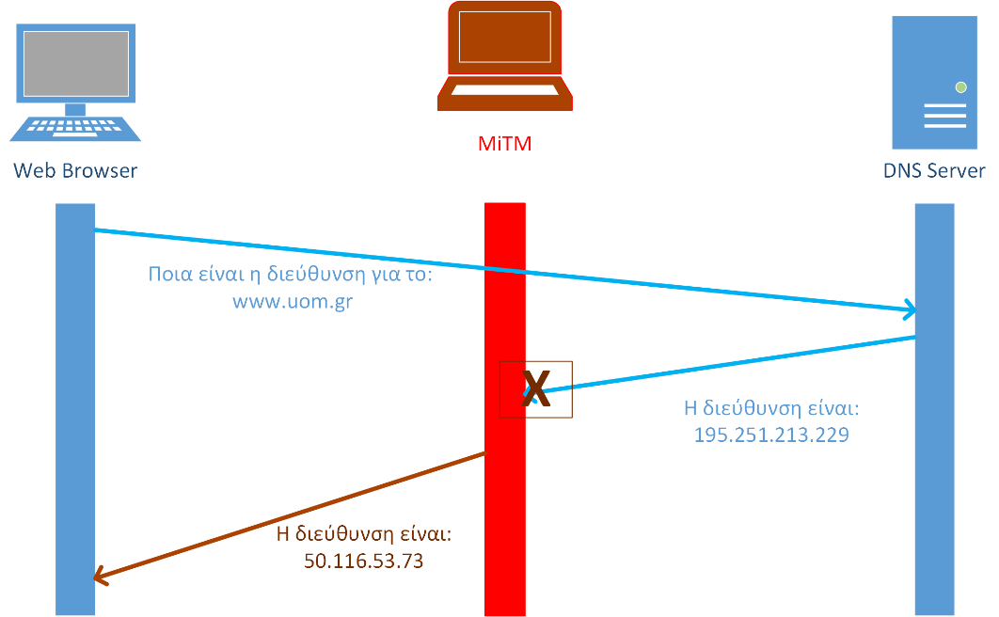 MiTM
Web Browser
DNS Server
Ποια είναι η διεύθυνση για το:
www.uom.gr
X
Η διεύθυνση είναι:
195.251.213.229
Η διεύθυνση είναι:
50.116.53.73